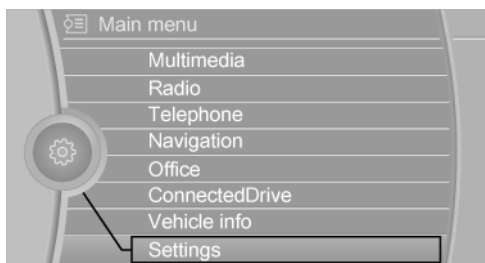 Main menu
Multimedia
Radio
Telephone
Navigation
Office
ConnectedDrive
Vehicle info
Settings